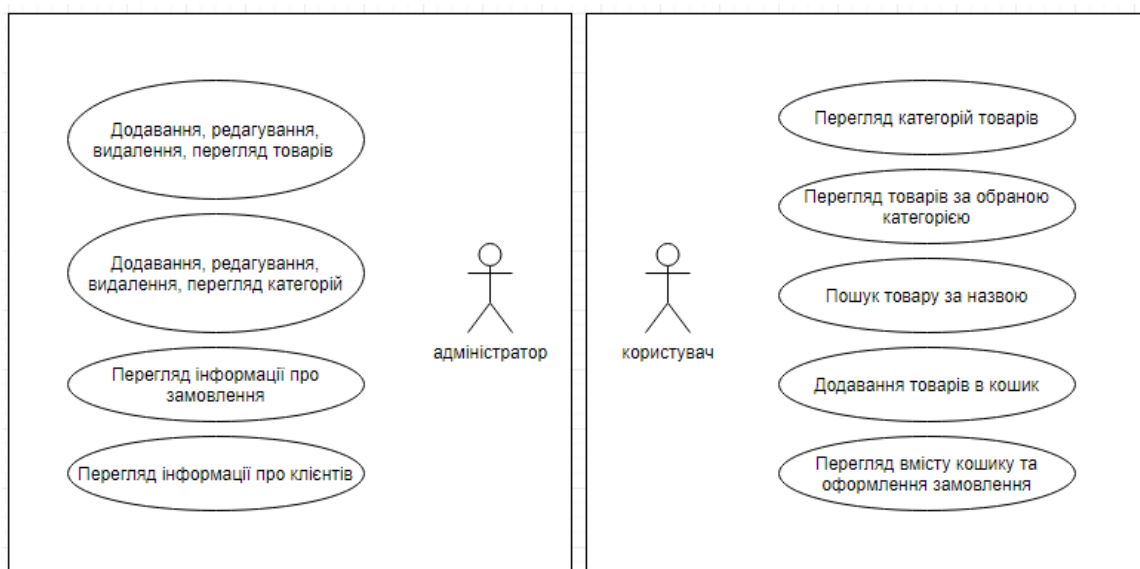 Додавання, редагування,
видалення, перегляд товарів
Додавання, редагування,
видалення, перегляд категорій
Перегляд інформації про
замовлення
Перегляд інформації про клієнтів
адміністратор
користувач
Перегляд категорій товарів
Перегляд товарів за обраною
категорією
Пошук товару за назвою
Додавання товарів в кошик
Перегляд вмісту кошику та
оформлення замовлення